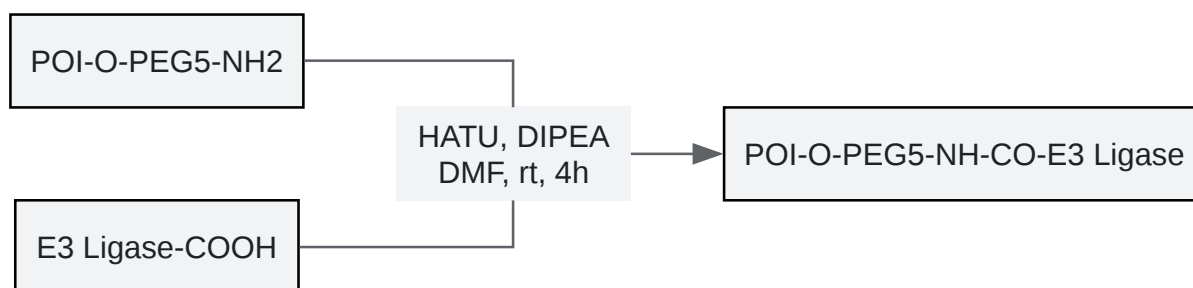 POI-O-PEG5-NH2
HATU, DIPEA
DMF, rt, 4h
POI-O-PEG5-NH-CO-E3 Ligase
E3 Ligase-COOH